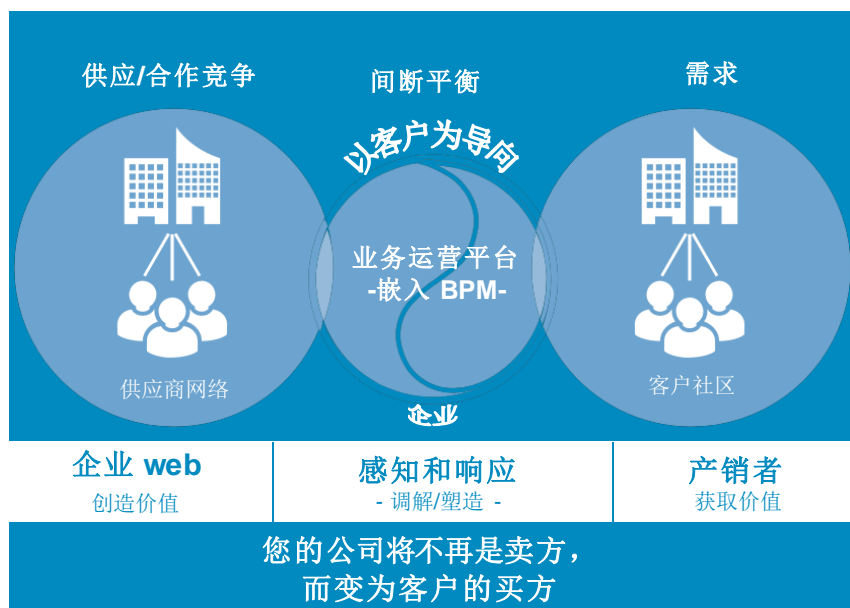 供应/合作竞争
间断平衡
需求
以客户为导向
业务运营平台
-嵌入 BPM-
供应商网络
客户社区
企业
企业 web
创造价值
感知和响应
- 调解/塑造 -
产销者
获取价值
您的公司将不再是卖方，
而变为客户的买方